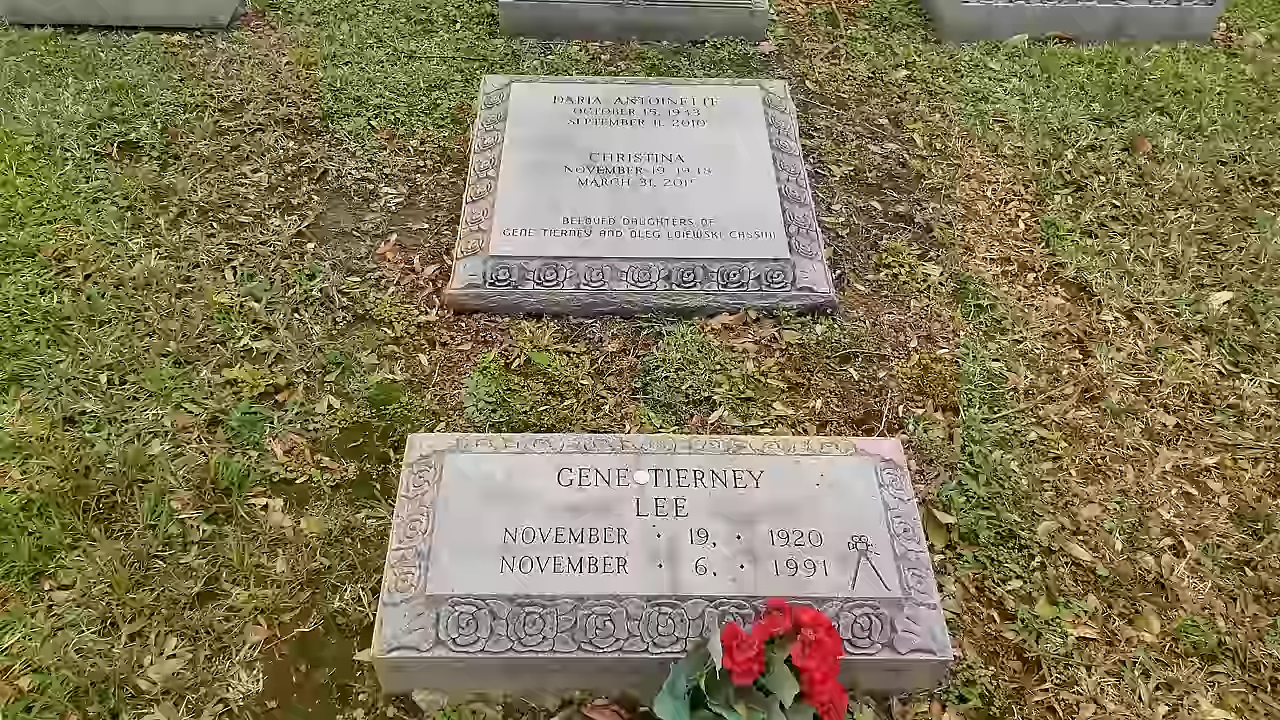 DARIA ANTOINETTE
OCTOBER 15, 1943
SEPTEMBER 11, 2010
CHRISTINA
NOVEMBER 19, 1948
MARCH 31, 201
BELOVED DAUGHTERS OF
GENE TIERNEY AND OLEG LOIEWSKI CASSINI
GENE TIERNEY
LEE
NOVEMBER · 19, · 1920
NOVEMBER · 6, · 1991